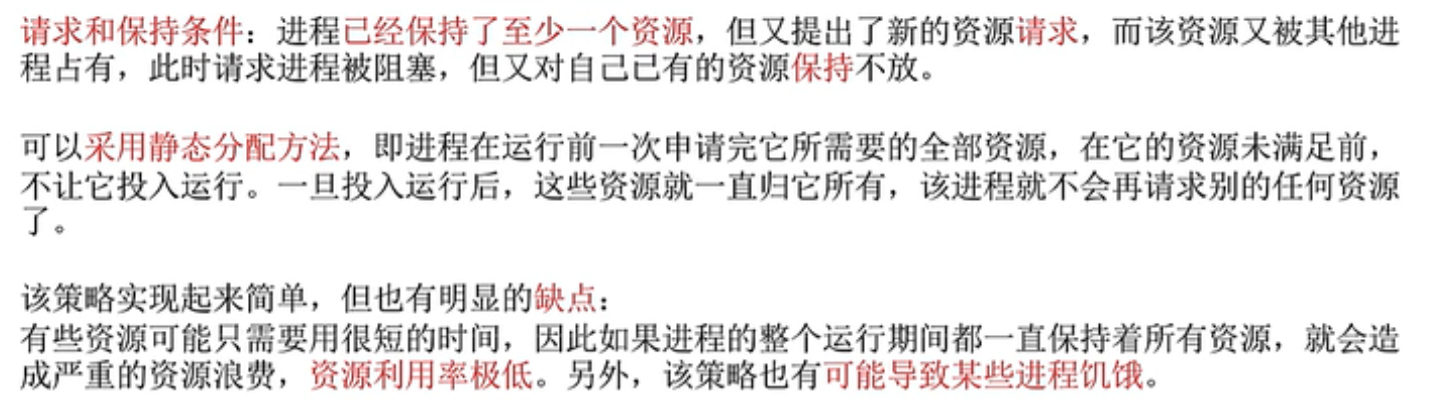 请求和保持条件：进程已经保持了至少一个资源，但又提出了新的资源请求，而该资源又被其他进
程占有，此时请求进程被阻塞，但又对自己已有的资源保持不放。
可以采用静态分配方法，即进程在运行前一次申请完它所需要的全部资源，在它的资源未满足前，
不让它投入运行。一旦投入运行后，这些资源就一直归它所有，该进程就不会再请求别的任何资源
了。
该策略实现起来简单，但也有明显的缺点：
有些资源可能只需要用很短的时间，因此如果进程的整个运行期间都一直保持着所有资源，就会造
成严重的资源浪费，资源利用率极低。另外，该策略也有可能导致某些进程饥饿。